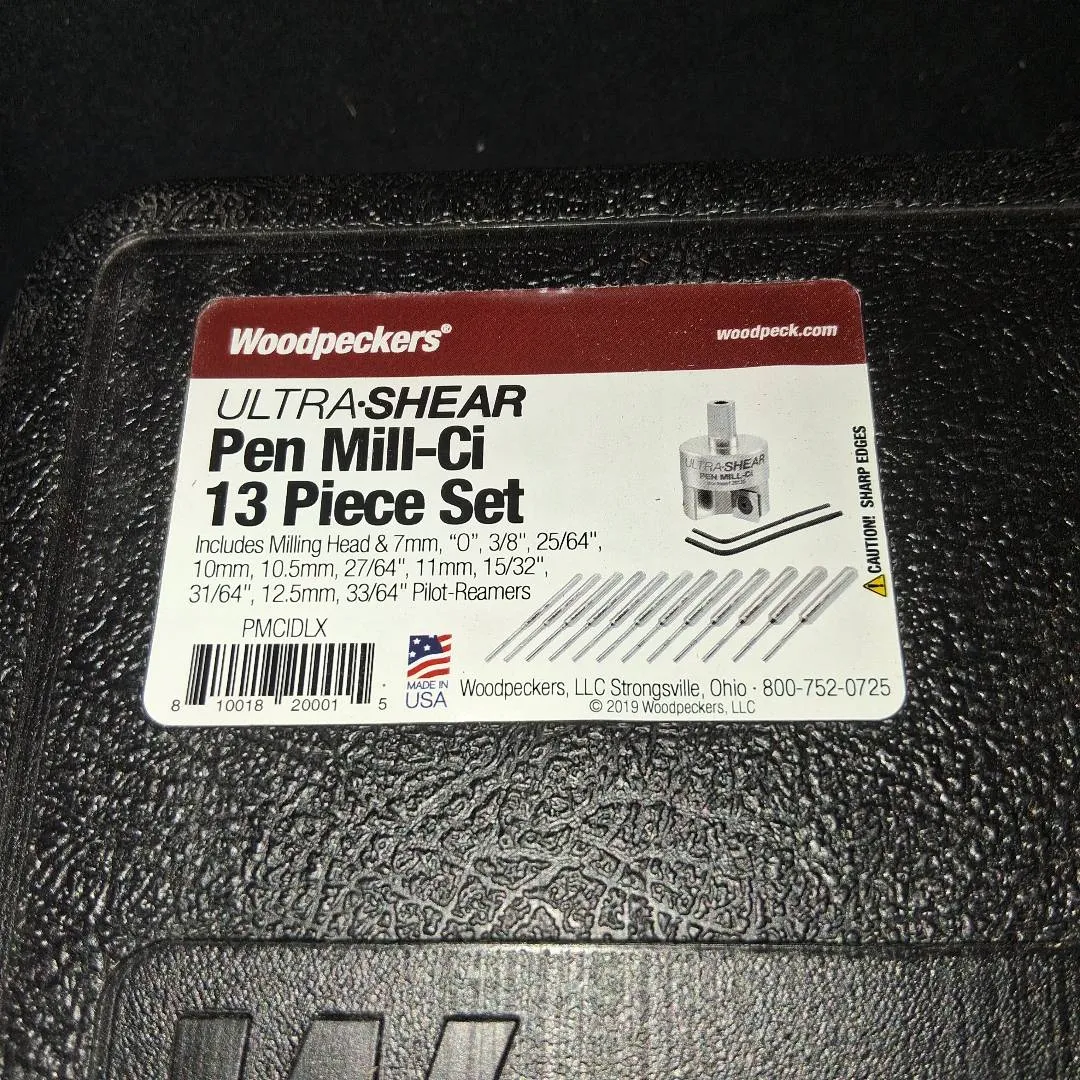 Woodpeckers®
woodpeck.com
ULTRA·SHEAR
Pen Mill-Ci
13 Piece Set
Includes Milling Head & 7mm, "O", 3/8", 25/64",
10mm, 10.5mm, 27/64", 11mm, 15/32",
31/64", 12.5mm, 33/64" Pilot-Reamers
PMCIDLX
8 10018 20001 5
MADE IN
USA
ULTRA·SHEAR
PEN MILL-Ci
CAUTION! SHARP EDGES
Woodpeckers, LLC Strongsville, Ohio · 800-752-0725
© 2019 Woodpeckers, LLC